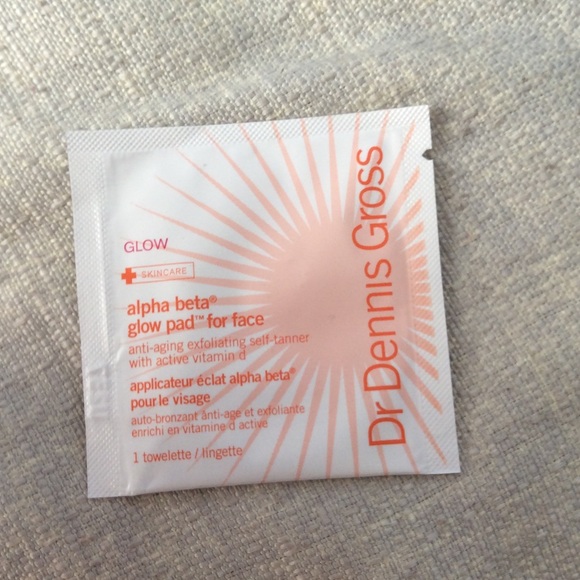 GLOW
SKINCARE
alpha beta®
glow pad™ for face
anti-aging exfoliating self-tanner
with active vitamin d
applicateur éclat alpha beta®
pour le visage
auto-bronzant anti-age et exfoliante
enrichi en vitamine d active
1 towelette / lingette
Dr Dennis Gross